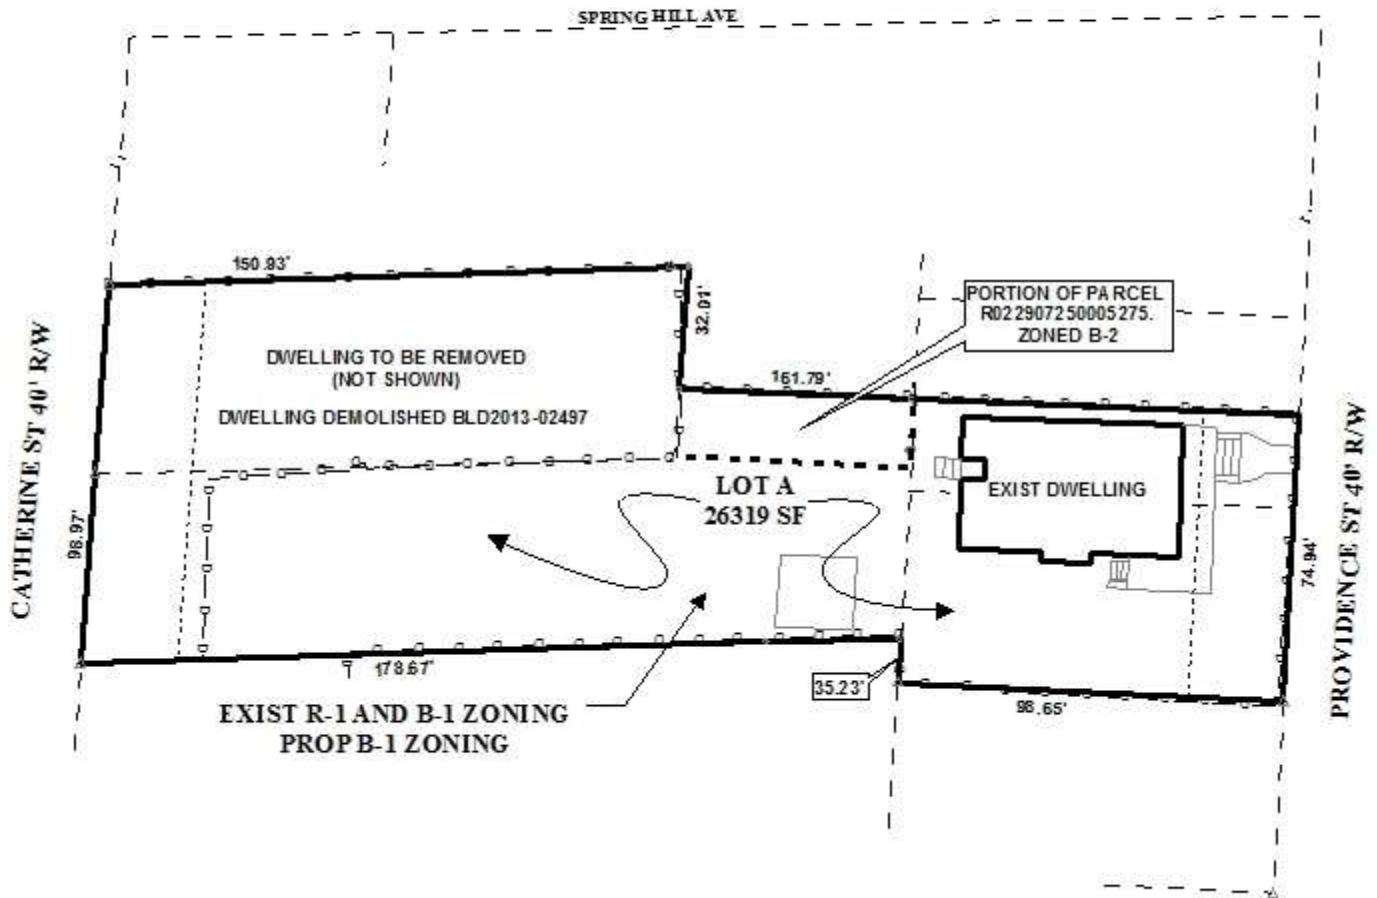 SPRING HILL AVE
150.93'
32.01'
PORTION OF PARCEL
R022907250005275.
ZONED B-2
DWELLING TO BE REMOVED
(NOT SHOWN)
DWELLING DEMOLISHED BLD2013-02497
161.79'
CATHERINE ST 40' R/W
98.97'
LOT A
26319 SF
EXIST DWELLING
74.94'
PROVIDENCE ST 40' R/W
178.67'
35.23'
98.65'
EXIST R-1 AND B-1 ZONING
PROP B-1 ZONING